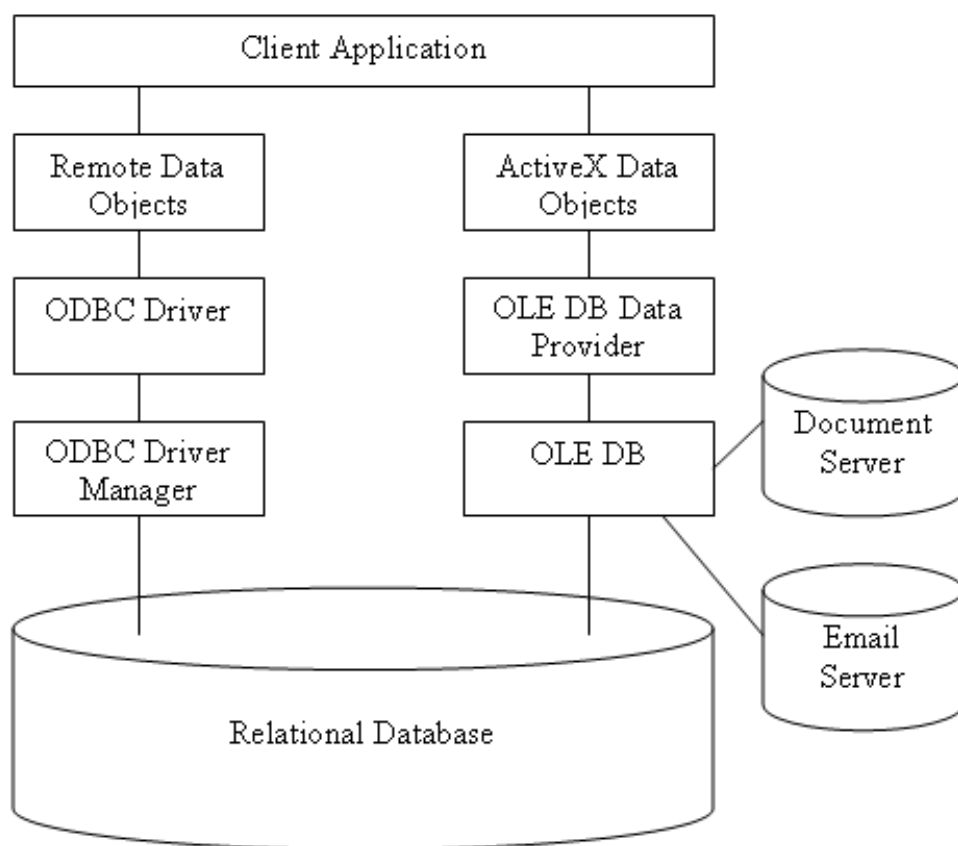 Client Application
Remote Data
Objects
ActiveX Data
Objects
ODBC Driver
OLE DB Data
Provider
ODBC Driver
Manager
OLE DB
Document
Server
Email
Server
Relational Database